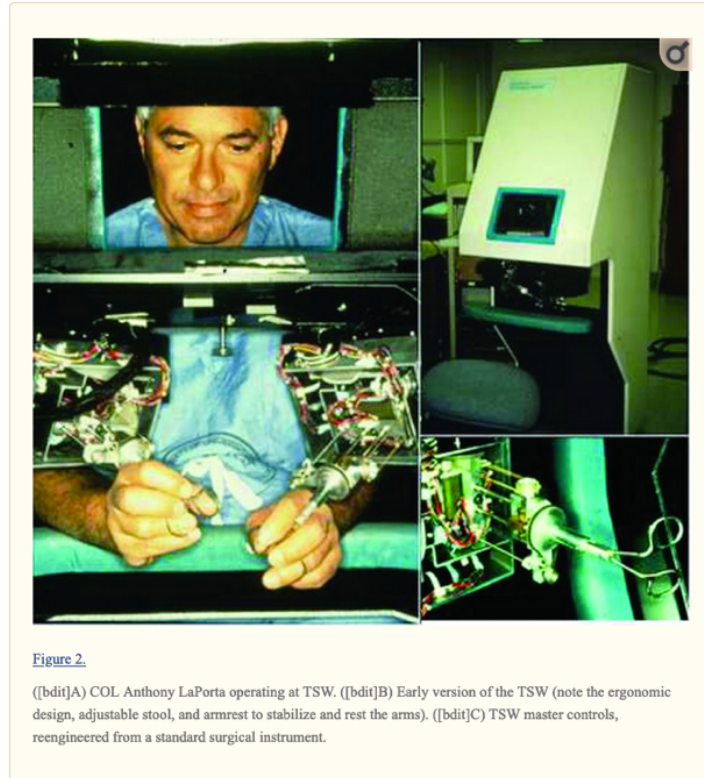 Figure 2.
([bdit]A) COL Anthony LaPorta operating at TSW. ([bdit]B) Early version of the TSW (note the ergonomic
design, adjustable stool, and armrest to stabilize and rest the arms). ([bdit]C) TSW master controls,
reengineered from a standard surgical instrument.